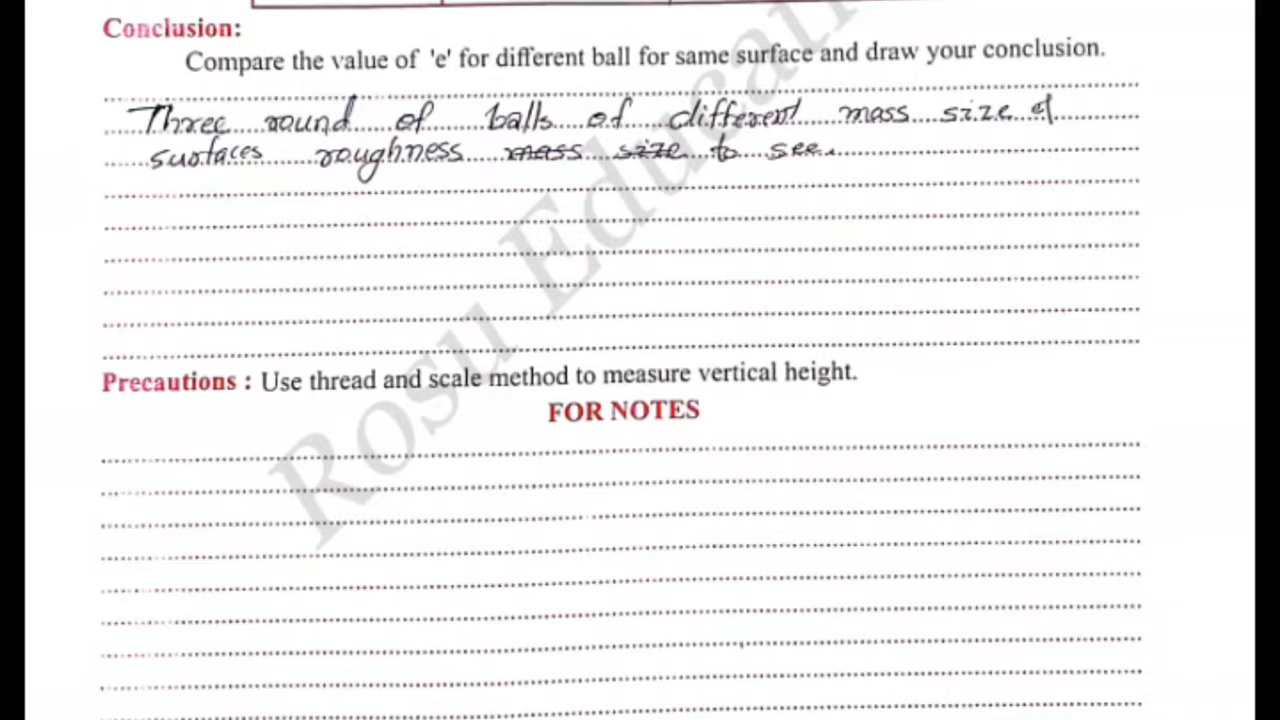 Conclusion:
Compare the value of 'e' for different ball for same surface and draw your conclusion.
Three round of balls of different mass size of
surfaces roughness mass size to see.
Precautions : Use thread and scale method to measure vertical height.
FOR NOTES
Rosu Educati